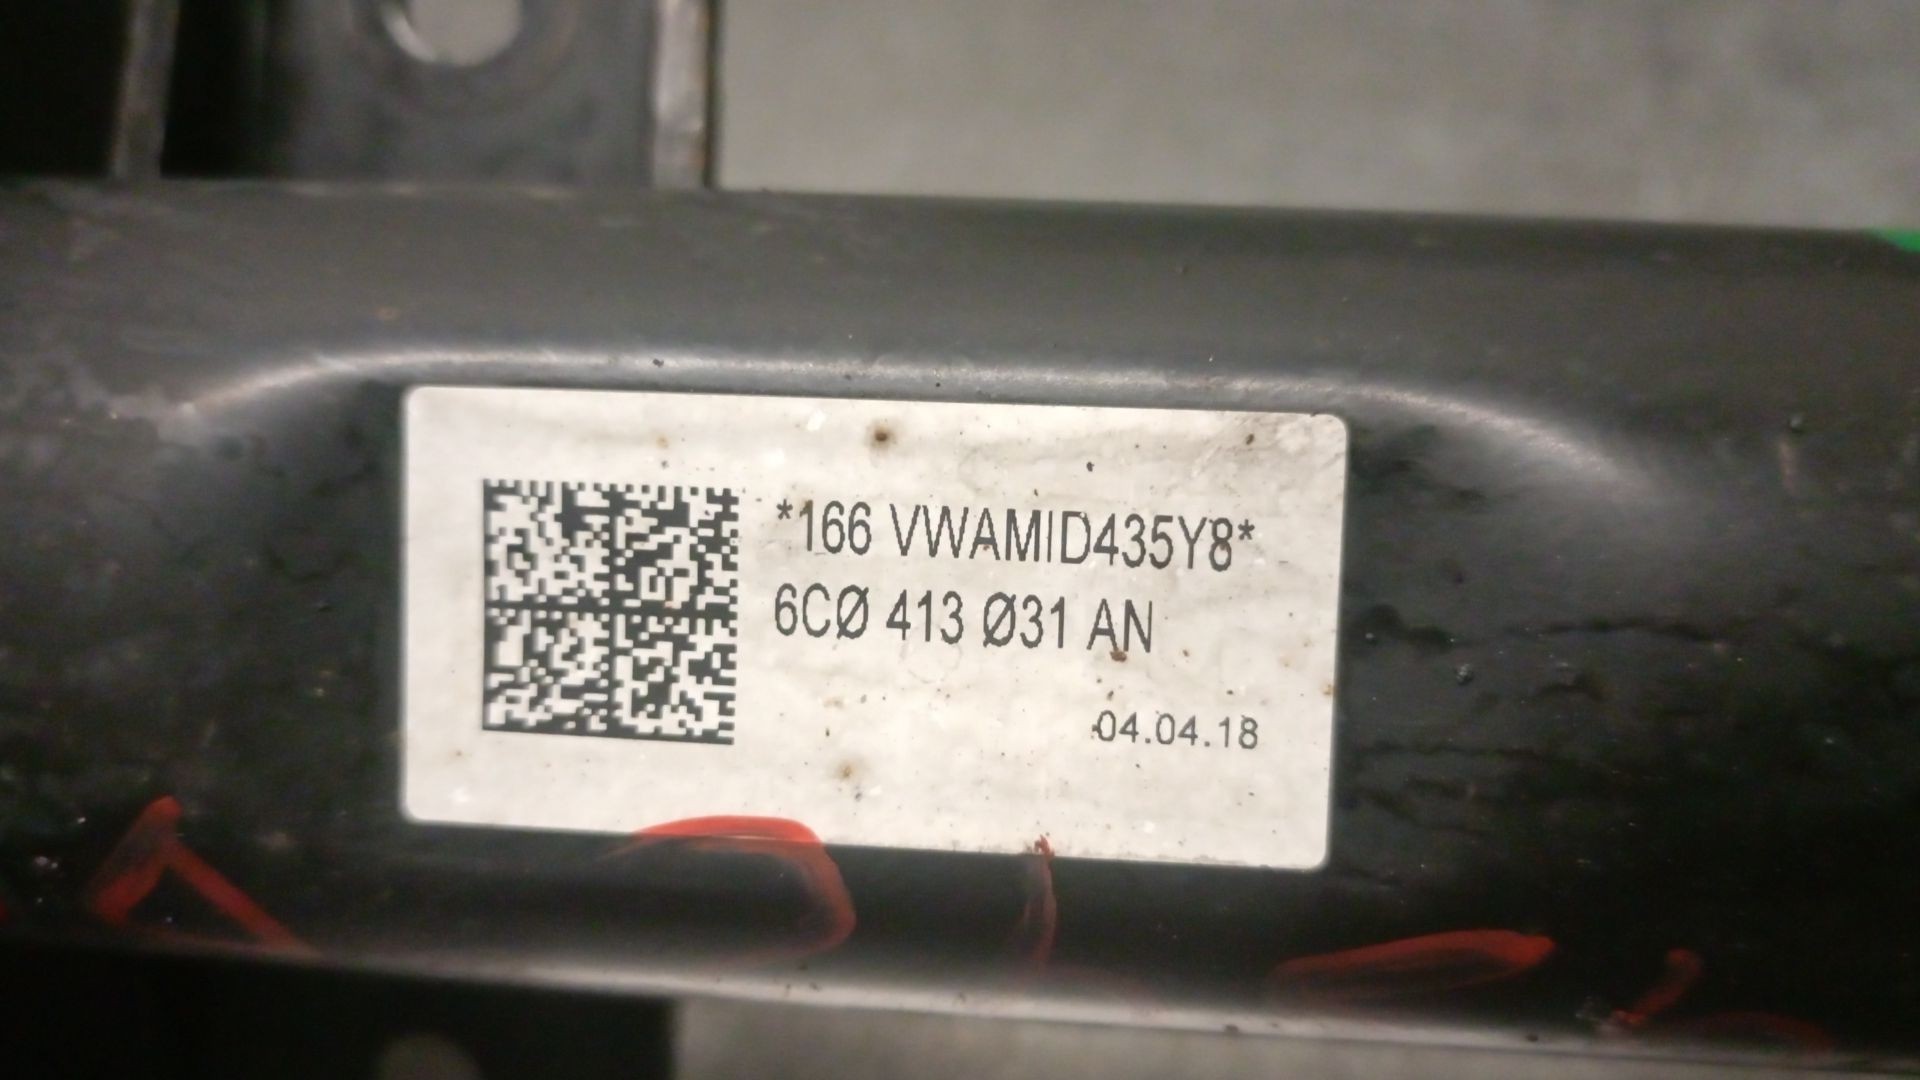 *166 VWAMID435Y8*
6CØ 413 Ø31 AN
04.04.18